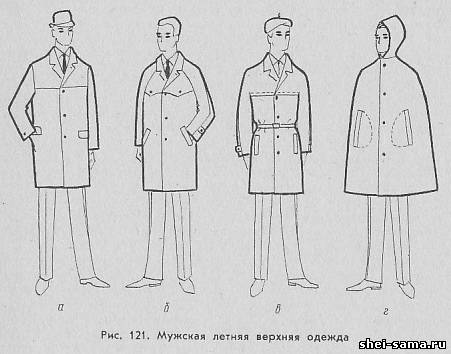 а б в г
Рис. 121. Мужская летняя верхняя одежда
shei-sama.ru